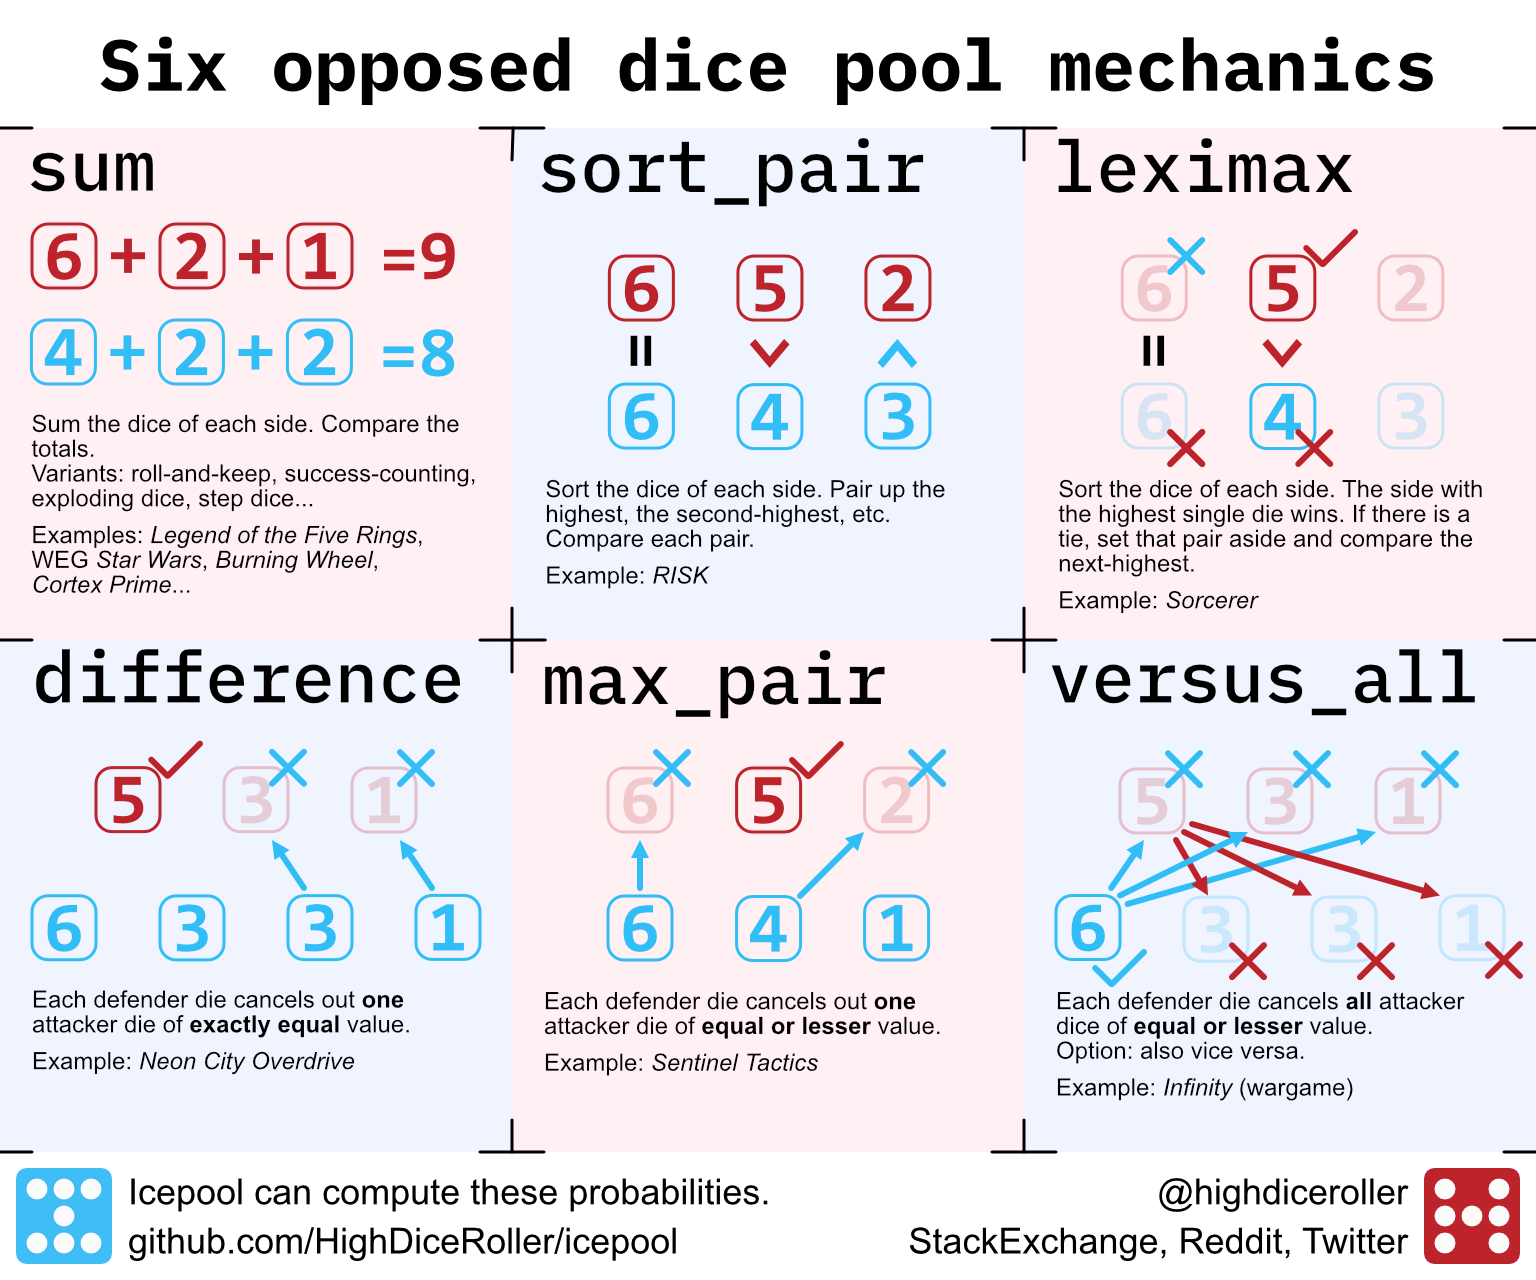 Six opposed dice pool mechanics
sum
6 + 2 + 1 =9
4 + 2 + 2 =8
Sum the dice of each side. Compare the
totals.
Variants: roll-and-keep, success-counting,
exploding dice, step dice...
Examples: Legend of the Five Rings,
WEG Star Wars, Burning Wheel,
Cortex Prime...
sort_pair
6 5 2
6 4 3
Sort the dice of each side. Pair up the
highest, the second-highest, etc.
Compare each pair.
Example: RISK
leximax
6 5 2
6 4 3
Sort the dice of each side. The side with
the highest single die wins. If there is a
tie, set that pair aside and compare the
next-highest.
Example: Sorcerer
difference
5 3 1
6 3 3 1
Each defender die cancels out one
attacker die of exactly equal value.
Example: Neon City Overdrive
max_pair
6 5 2
6 4 1
Each defender die cancels out one
attacker die of equal or lesser value.
Example: Sentinel Tactics
versus_all
5 3 1
6 3 3 1
Each defender die cancels all attacker
dice of equal or lesser value.
Option: also vice versa.
Example: Infinity (wargame)
Icepool can compute these probabilities.
github.com/HighDiceRoller/icepool
@highdiceroller
StackExchange, Reddit, Twitter